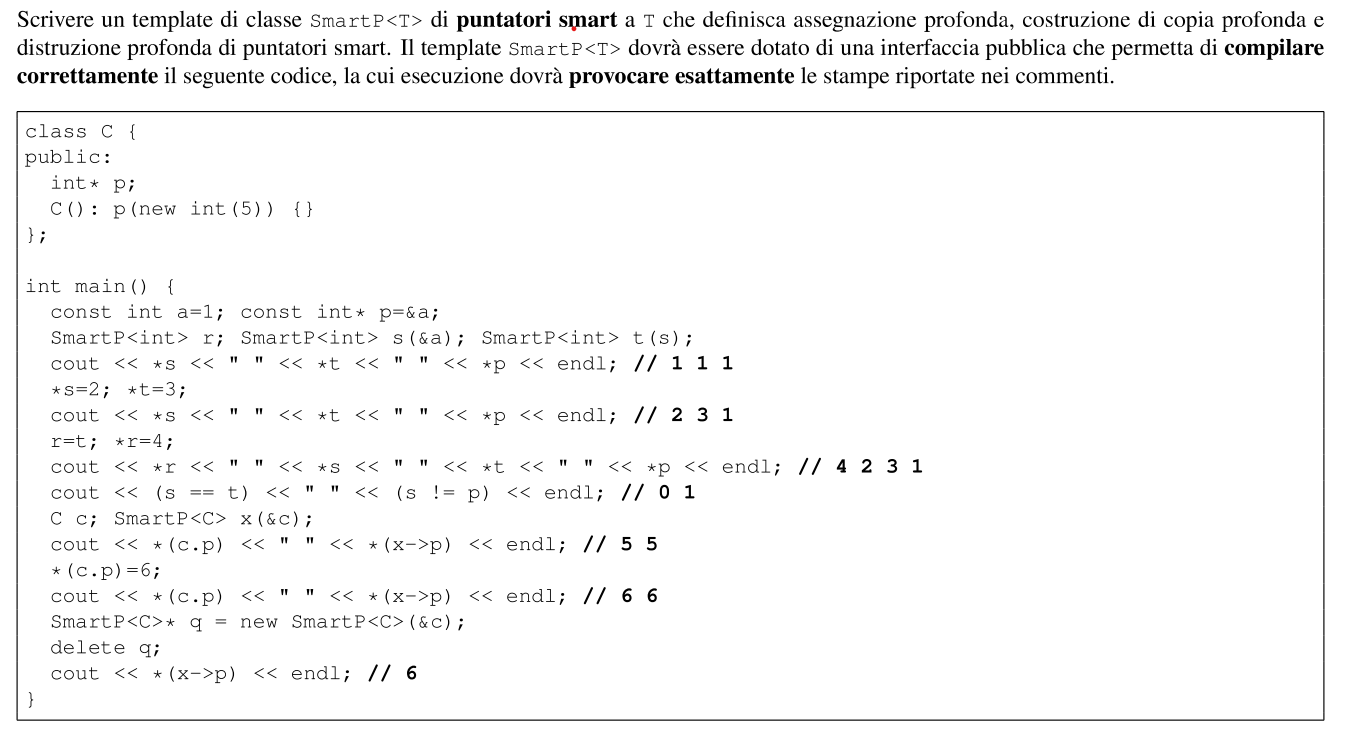 Scrivere un template di classe SmartP<T> di puntatori smart a T che definisca assegnazione profonda, costruzione di copia profonda e
distruzione profonda di puntatori smart. Il template SmartP<T> dovrà essere dotato di una interfaccia pubblica che permetta di compilare
correttamente il seguente codice, la cui esecuzione dovrà provocare esattamente le stampe riportate nei commenti.
class C {
public:
  int* p;
  C(): p(new int(5)) {}
};

int main() {
  const int a=1; const int* p=&a;
  SmartP<int> r; SmartP<int> s(&a); SmartP<int> t(s);
  cout << *s << " " << *t << " " << *p << endl; // 1 1 1
  *s=2; *t=3;
  cout << *s << " " << *t << " " << *p << endl; // 2 3 1
  r=t; *r=4;
  cout << *r << " " << *s << " " << *t << " " << *p << endl; // 4 2 3 1
  cout << (s == t) << " " << (s != p) << endl; // 0 1
  C c; SmartP<C> x(&c);
  cout << *(c.p) << " " << *(x->p) << endl; // 5 5
  *(c.p)=6;
  cout << *(c.p) << " " << *(x->p) << endl; // 6 6
  SmartP<C>* q = new SmartP<C>(&c);
  delete q;
  cout << *(x->p) << endl; // 6
}